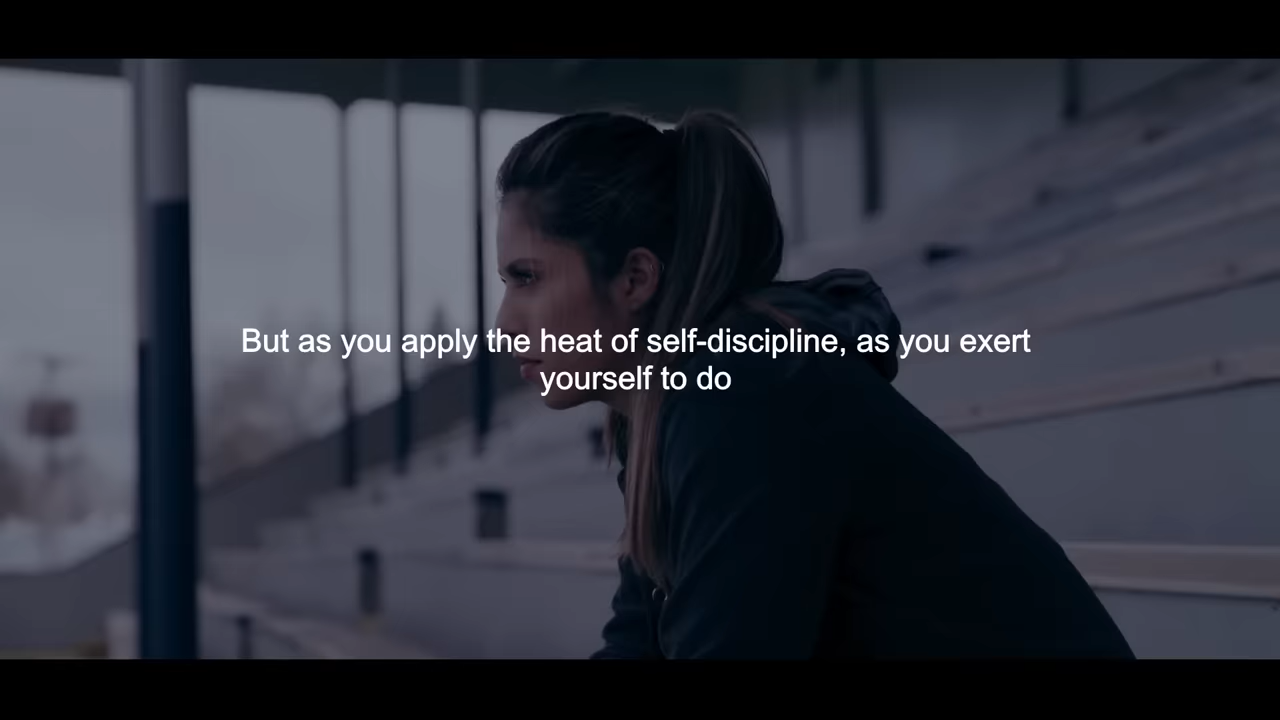 But as you apply the heat of self-discipline, as you exert
yourself to do